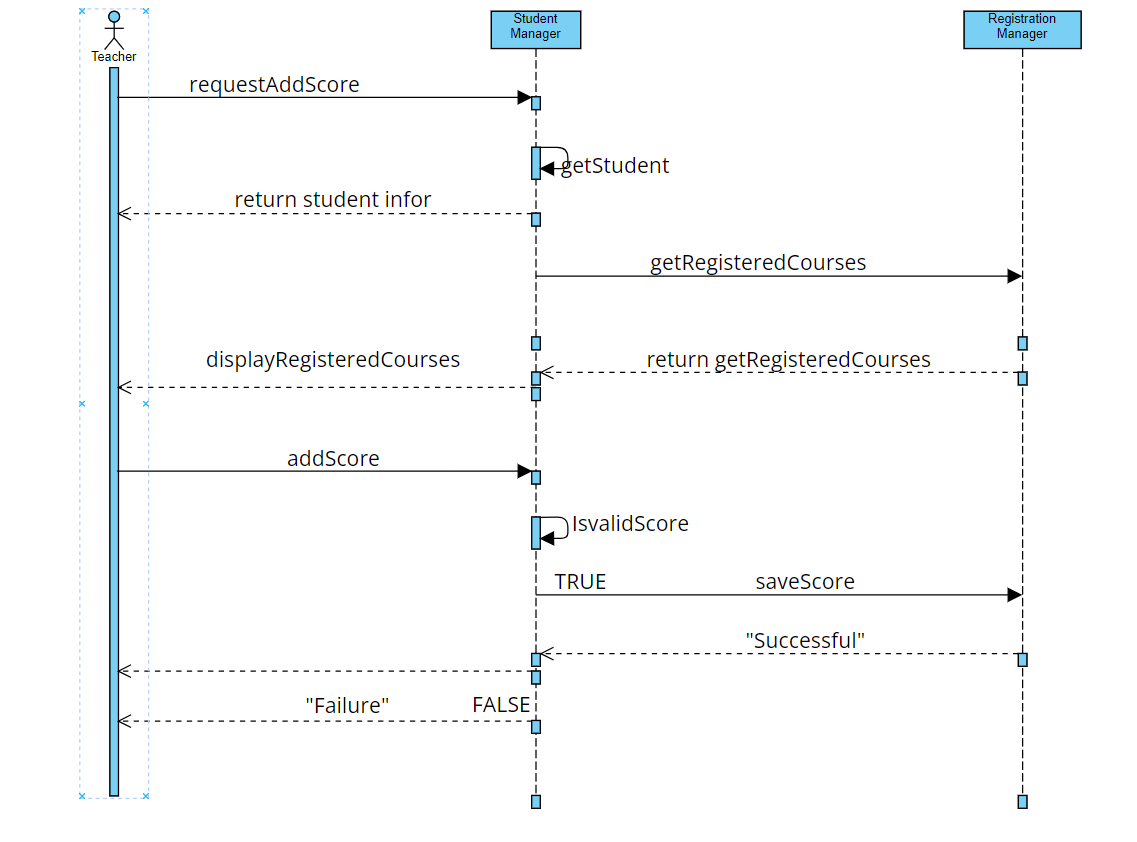 Teacher
Student
Manager
Registration
Manager
requestAddScore
getStudent
return student infor
getRegisteredCourses
displayRegisteredCourses
return getRegisteredCourses
addScore
IsvalidScore
TRUE
saveScore
"Successful"
"Failure"
FALSE